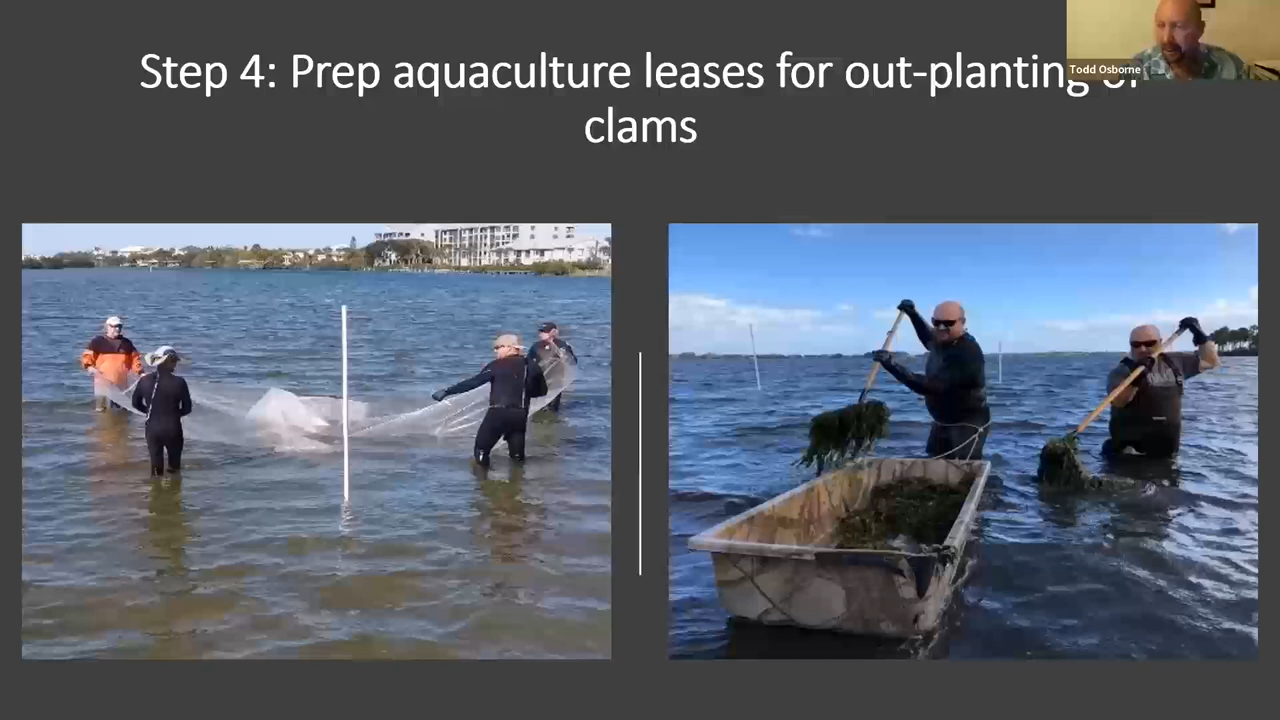 Step 4: Prep aquaculture leases for out-planting
clams
Todd Osborne